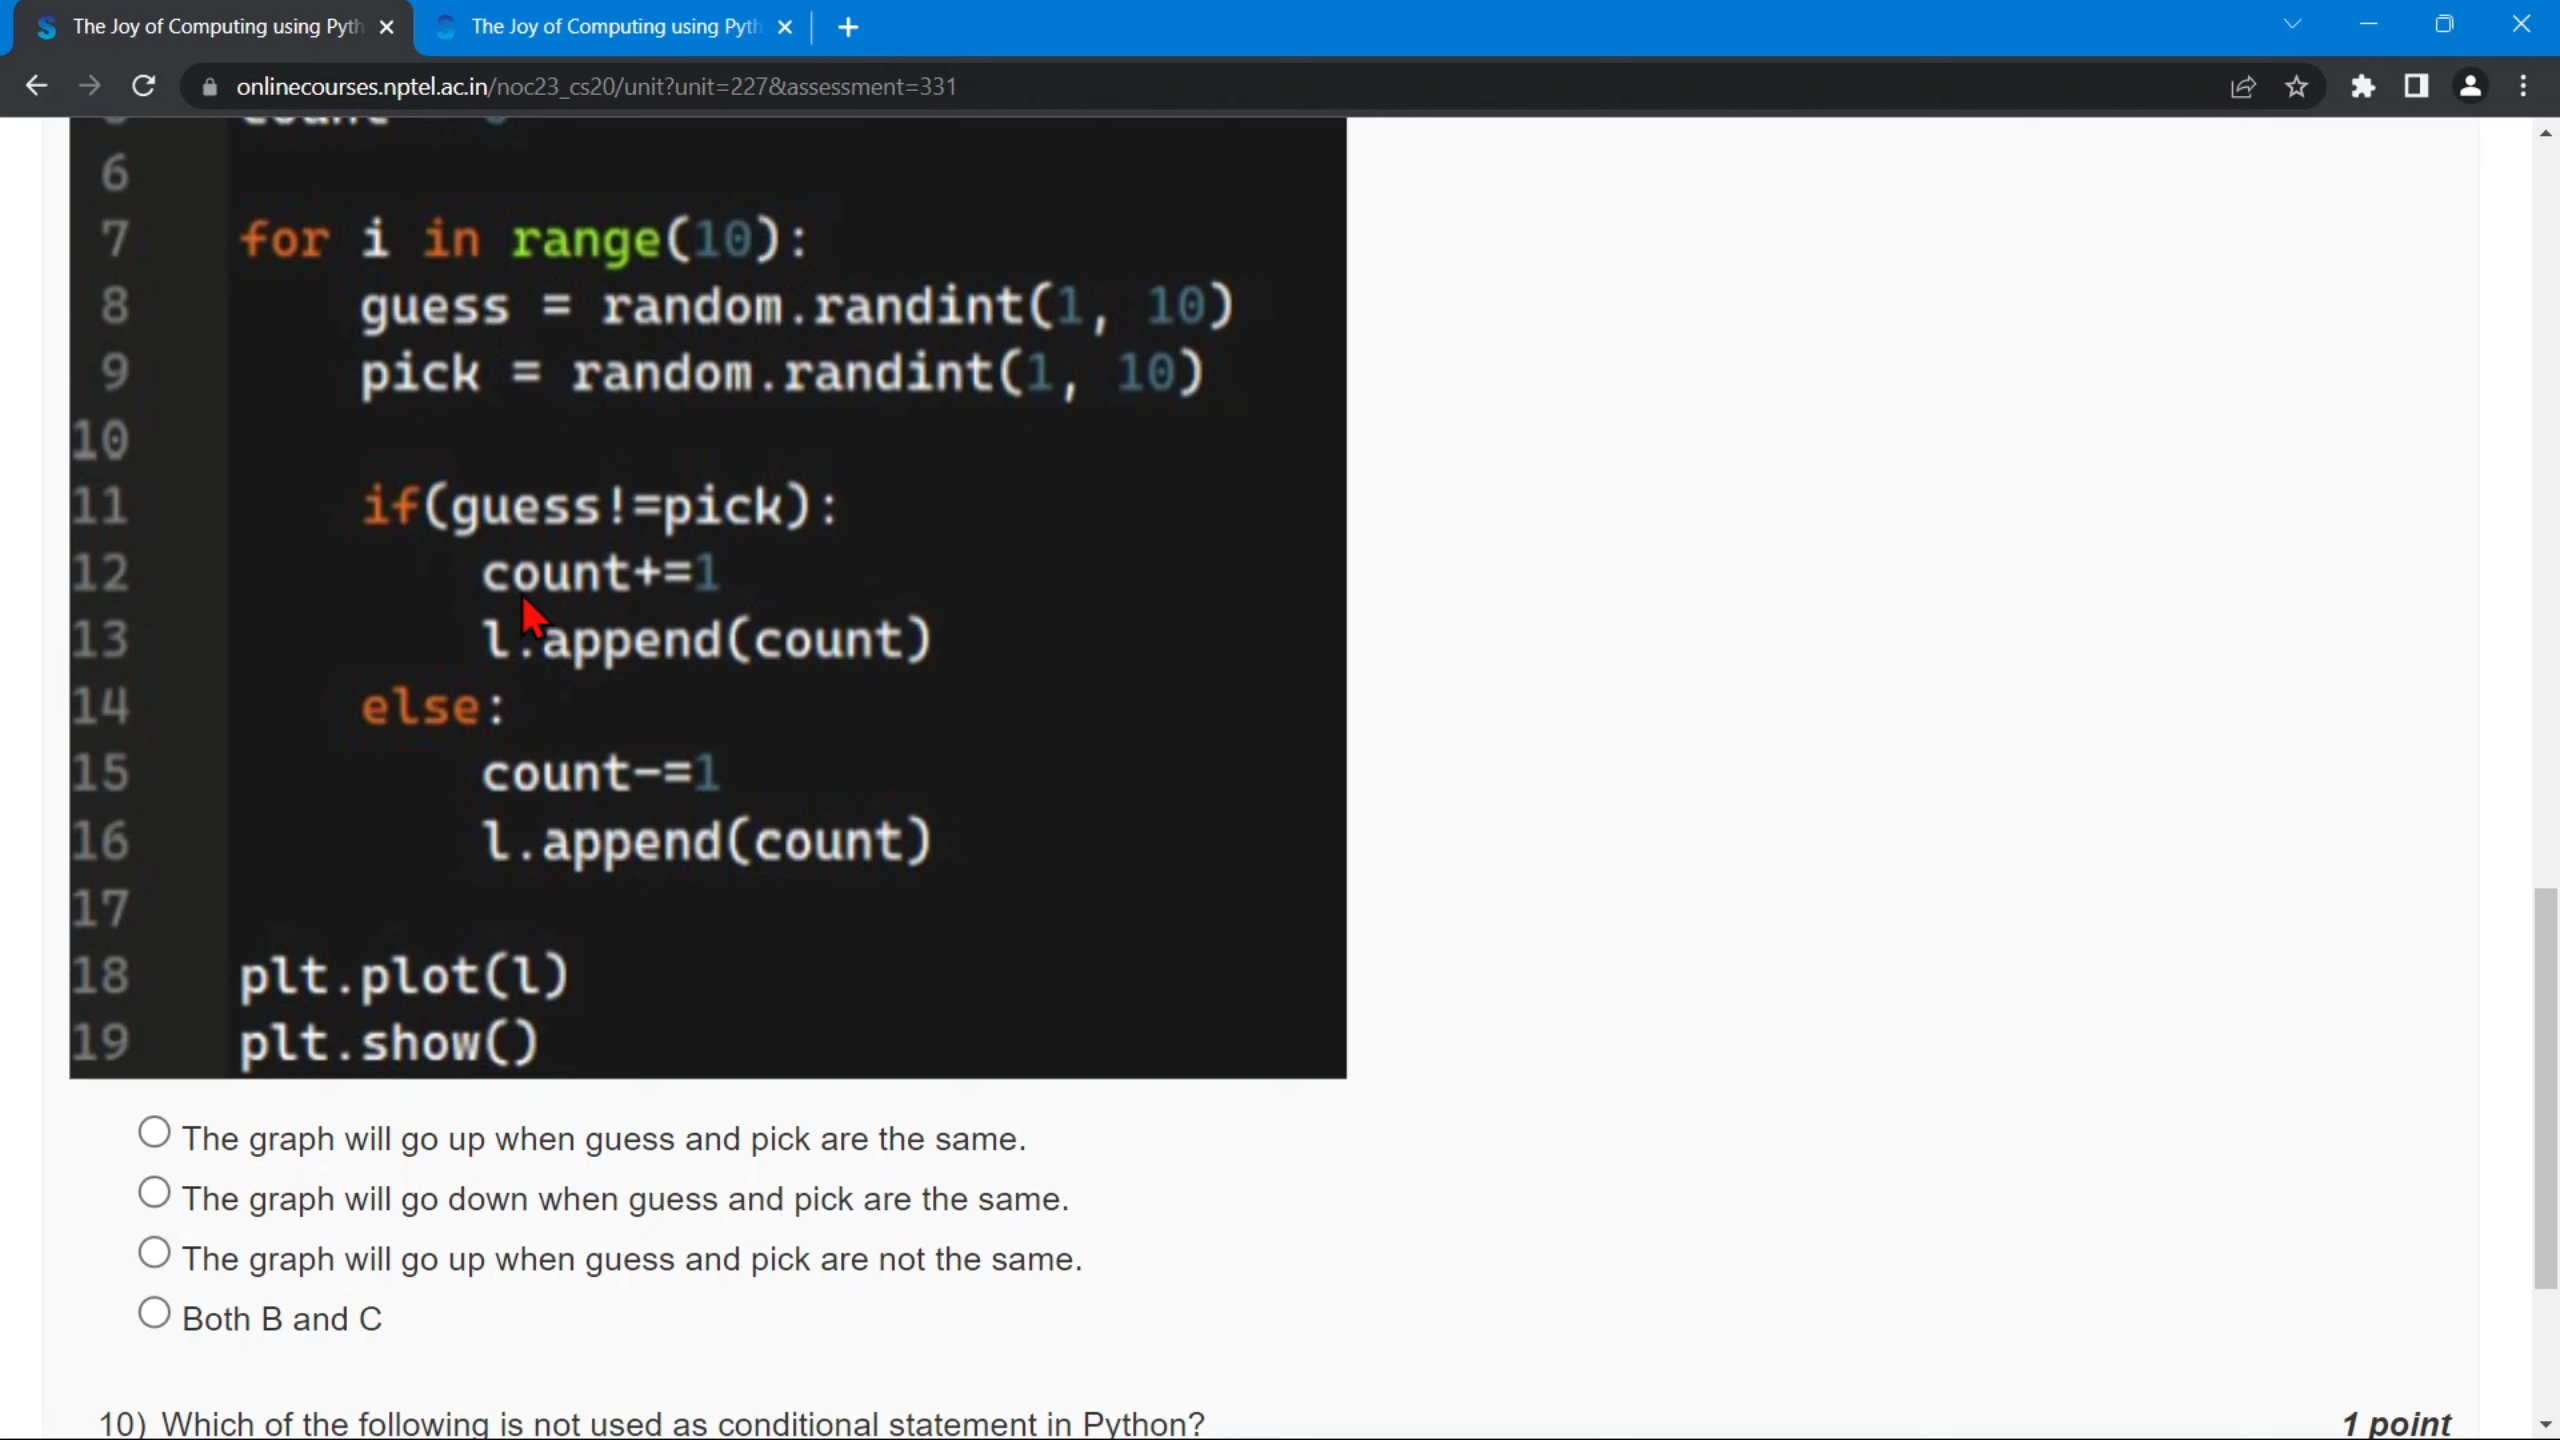 The Joy of Computing using Pyth
The Joy of Computing using Pyth
onlinecourses.nptel.ac.in/noc23_cs20/unit?unit=227&assessment=331
6
7 for i in range(10):
8 guess = random.randint(1, 10)
9 pick = random.randint(1, 10)
10
11 if(guess!=pick):
12 count+=1
13 l.append(count)
14 else:
15 count-=1
16 l.append(count)
17
18 plt.plot(l)
19 plt.show()
The graph will go up when guess and pick are the same.
The graph will go down when guess and pick are the same.
The graph will go up when guess and pick are not the same.
Both B and C
10) Which of the following is not used as conditional statement in Python? 1 point